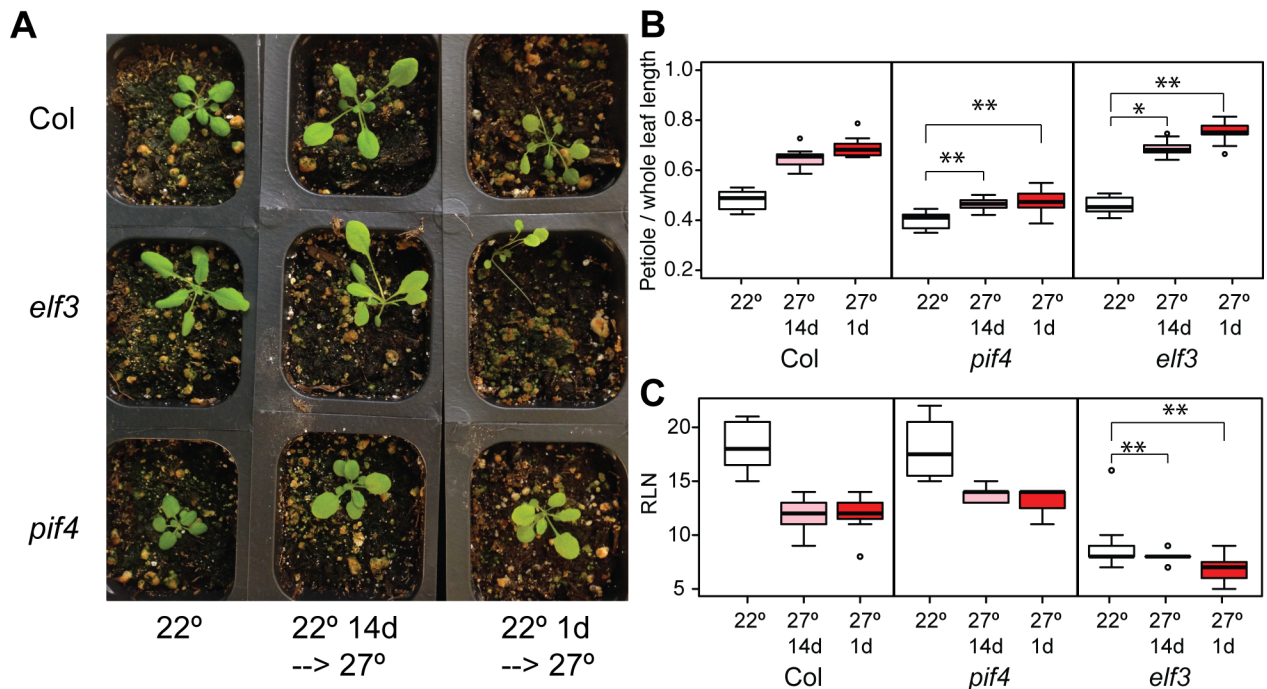 A
Col
elf3
pif4
22º
22º 14d
--> 27º
22º 1d
--> 27º
B
Petiole / whole leaf length
1.0
0.8
0.6
0.4
0.2
** 
**
**
*
22º
27º
14d
27º
1d
22º
27º
14d
27º
1d
22º
27º
14d
27º
1d
Col
pif4
elf3
C
RLN
20
15
10
5
**
**
22º
27º
14d
27º
1d
22º
27º
14d
27º
1d
22º
27º
14d
27º
1d
Col
pif4
elf3